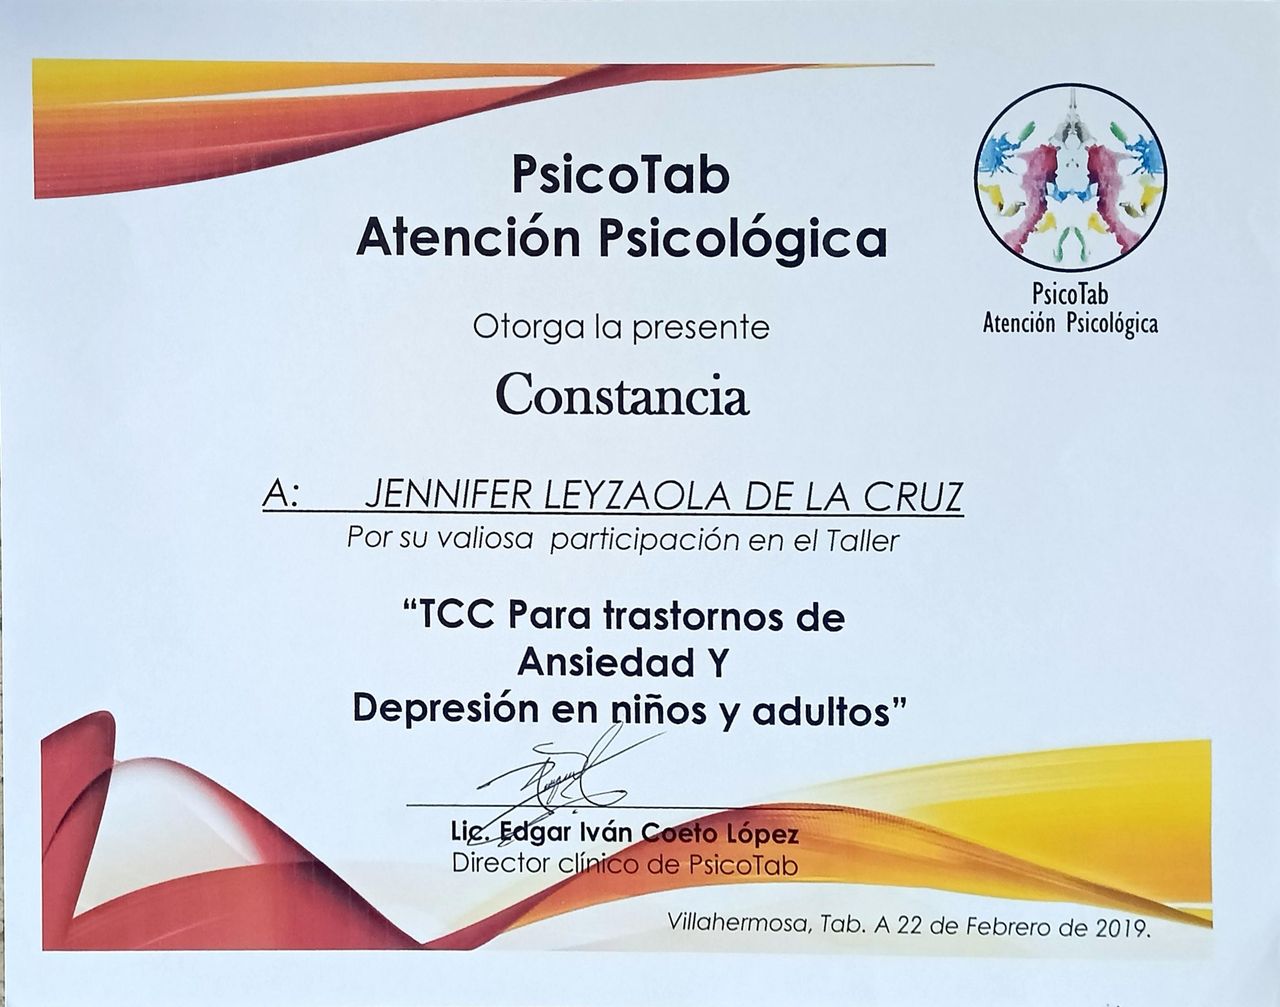 PsicoTab
Atención Psicológica
PsicoTab
Atención Psicológica
Otorga la presente
Constancia
A: JENNIFER LEYZAOLA DE LA CRUZ
Por su valiosa participación en el Taller
“TCC Para trastornos de
Ansiedad Y
Depresión en niños y adultos”
Lic. Edgar Iván Coeto López
Director clínico de PsicoTab
Villahermosa, Tab. A 22 de Febrero de 2019.